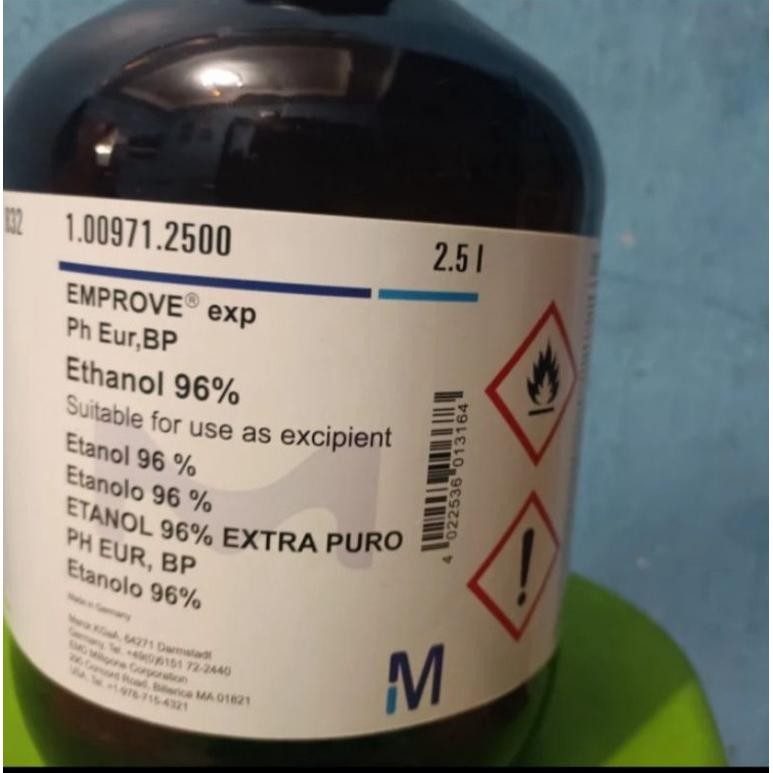 032
1.00971.2500 2.5 l
EMPROVE® exp
Ph Eur,BP
Ethanol 96%
Suitable for use as excipient
Etanol 96 %
Etanolo 96 %
ETANOL 96% EXTRA PURO
PH EUR, BP
Etanolo 96%
4 022536 013164
Made in Germany
Merck KGaA, 64271 Darmstadt
Germany, Tel. +49(0)6151 72-2440
EMD Millipore Corporation
290 Concord Road, Billerica MA 01821
USA, Tel. +1-978-715-4321
M